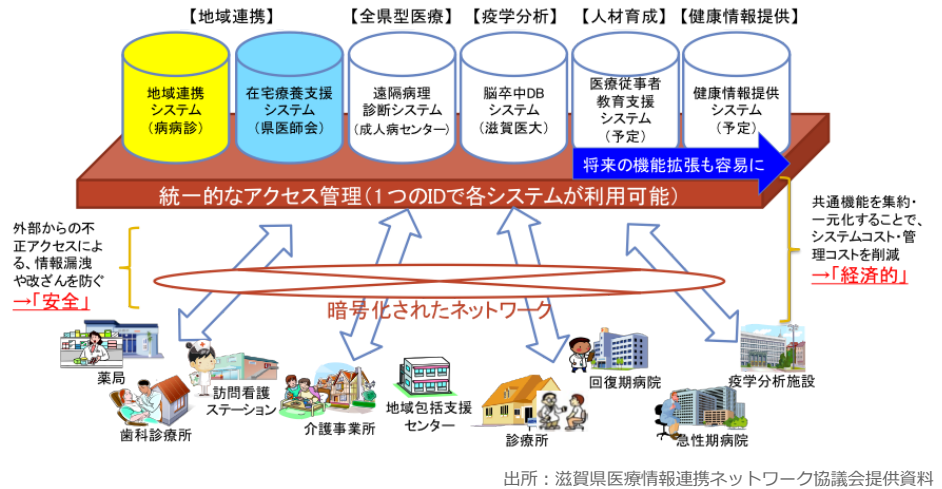 【地域連携】
【全県型医療】
【疫学分析】
【人材育成】
【健康情報提供】
地域連携
システム
(病病診)
在宅療養支援
システム
(県医師会)
遠隔病理
診断システム
(成人病センター)
脳卒中DB
システム
(滋賀医大)
医療従事者
教育支援
システム
(予定)
健康情報提供
システム
(予定)
将来の機能拡張も容易に
統一的なアクセス管理(1つのIDで各システムが利用可能)
外部からの不
正アクセスによ
る、情報漏洩
や改ざんを防ぐ
→「安全」
共通機能を集約・
一元化することで、
システムコスト・管
理コストを削減
→「経済的」
暗号化されたネットワーク
薬局
歯科診療所
訪問看護
ステーション
介護事業所
地域包括支援
センター
診療所
回復期病院
急性期病院
疫学分析施設
出所:滋賀県医療情報連携ネットワーク協議会提供資料